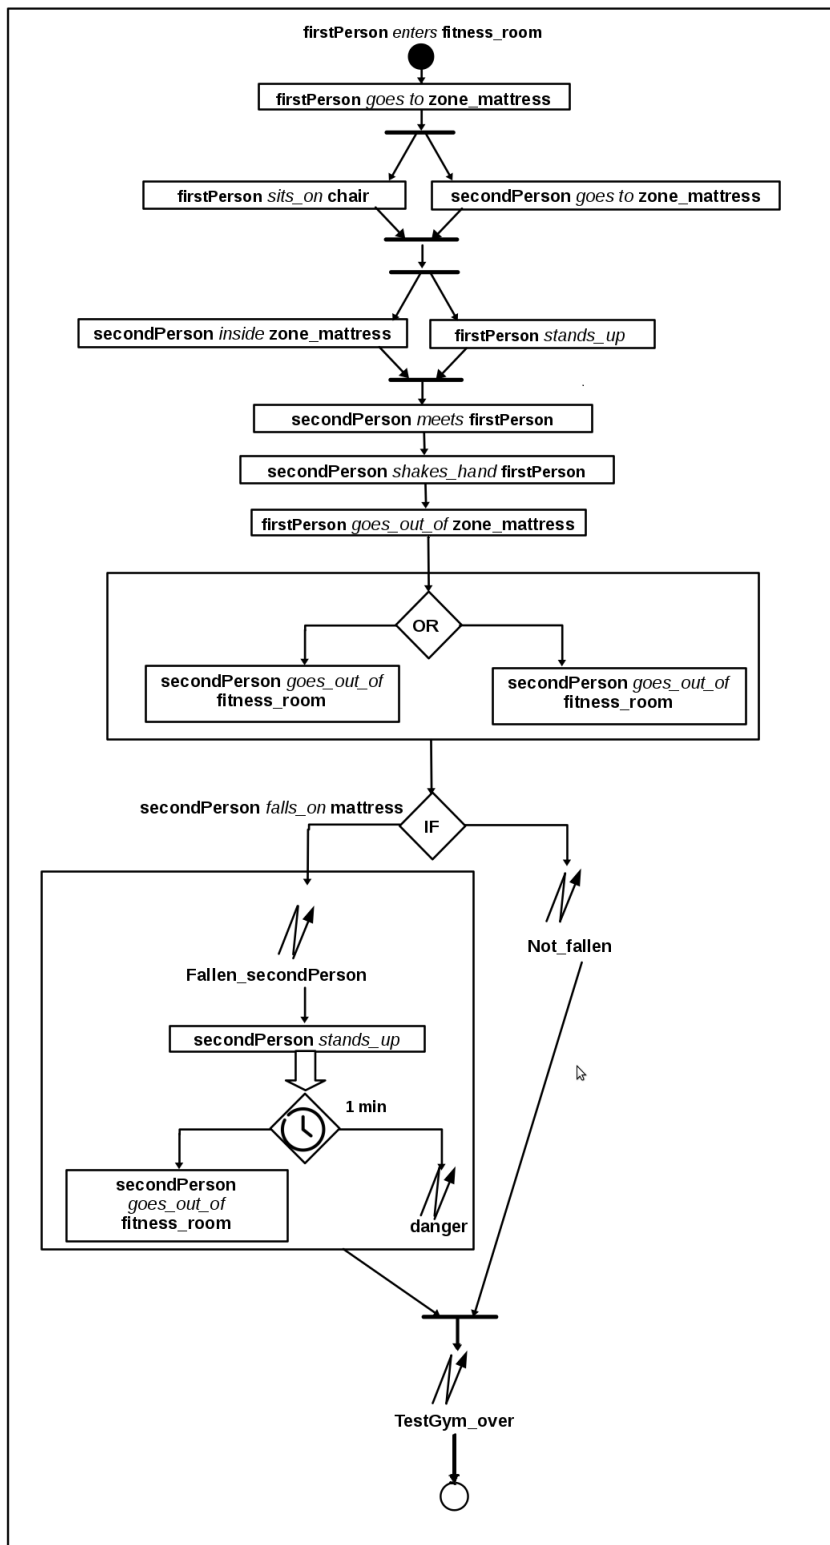 firstPerson enters fitness_room
firstPerson goes to zone_mattress
firstPerson sits_on chair
secondPerson goes to zone_mattress
secondPerson inside zone_mattress
firstPerson stands_up
secondPerson meets firstPerson
secondPerson shakes_hand firstPerson
firstPerson goes_out_of zone_mattress
OR
secondPerson goes_out_of
fitness_room
secondPerson goes_out_of
fitness_room
secondPerson falls_on mattress
IF
Not_fallen
Fallen_secondPerson
secondPerson stands_up
1 min
secondPerson
goes_out_of
fitness_room
danger
TestGym_over